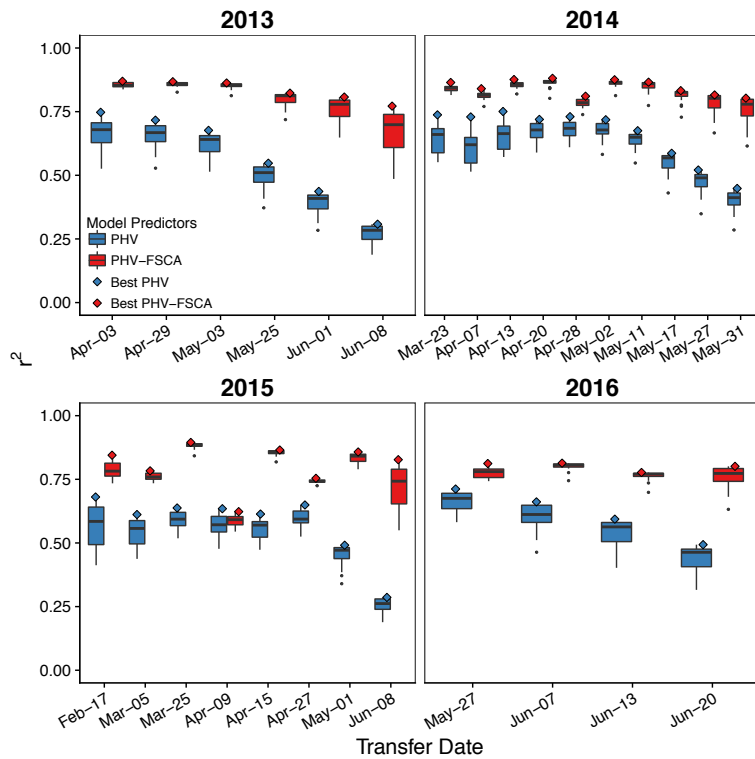 2013
2014
1.00
0.75
0.50
0.25
0.00
Model Predictors
PHV
PHV−FSCA
Best PHV
Best PHV−FSCA
Apr−03
Apr−29
May−03
May−25
Jun−01
Jun−08
Mar−23
Apr−07
Apr−13
Apr−20
Apr−28
May−02
May−11
May−17
May−27
May−31
r²
2015
2016
1.00
0.75
0.50
0.25
0.00
Feb−17
Mar−05
Mar−25
Apr−09
Apr−15
Apr−27
May−01
Jun−08
May−27
Jun−07
Jun−13
Jun−20
Transfer Date